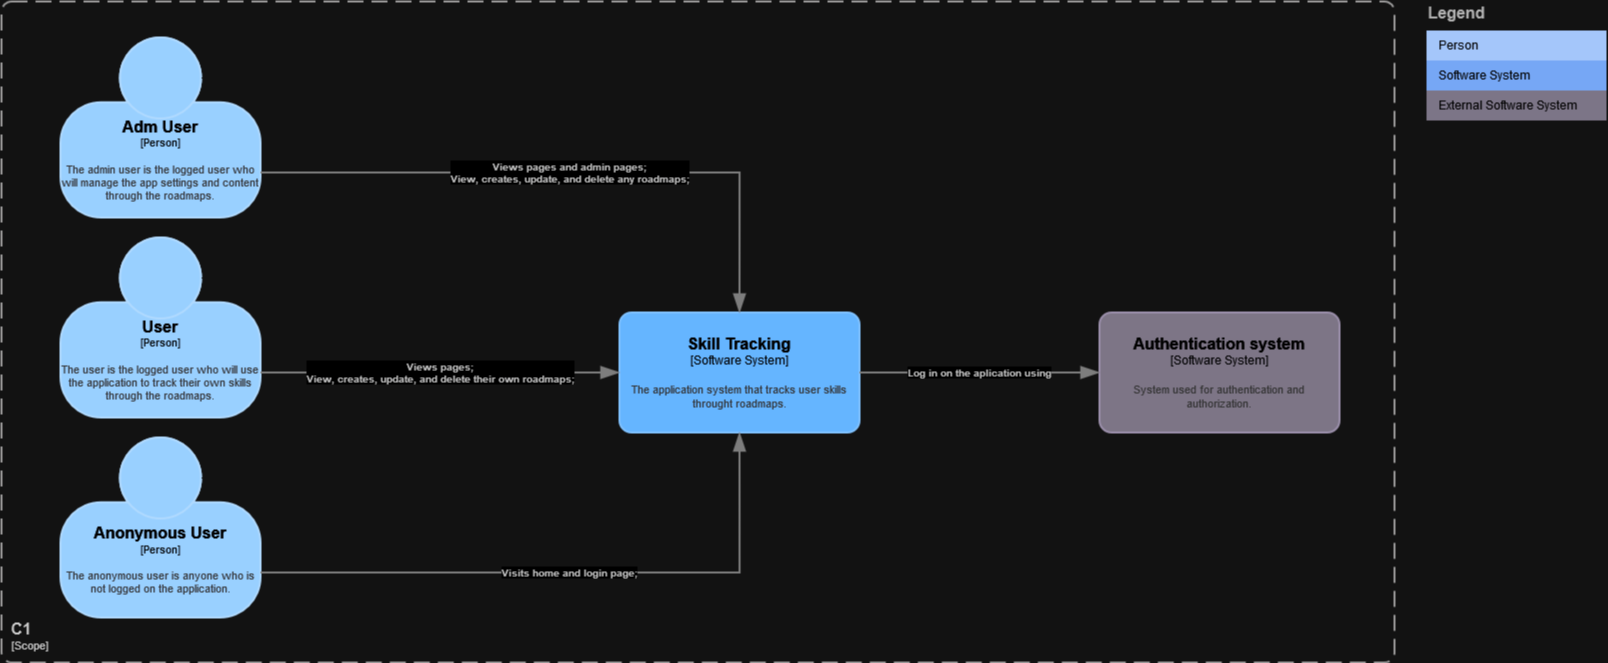 Legend
Person
Software System
External Software System
Adm User
[Person]
The admin user is the logged user who
will manage the app settings and content
through the roadmaps.
Views pages and admin pages;
View, creates, update, and delete any roadmaps;
User
[Person]
The user is the logged user who will use
the application to track their own skills
through the roadmaps.
Views pages;
View, creates, update, and delete their own roadmaps;
Skill Tracking
[Software System]
The application system that tracks user skills
throught roadmaps.
Log in on the aplication using
Authentication system
[Software System]
System used for authentication and
authorization.
Anonymous User
[Person]
The anonymous user is anyone who is
not logged on the application.
Visits home and login page;
C1
[Scope]